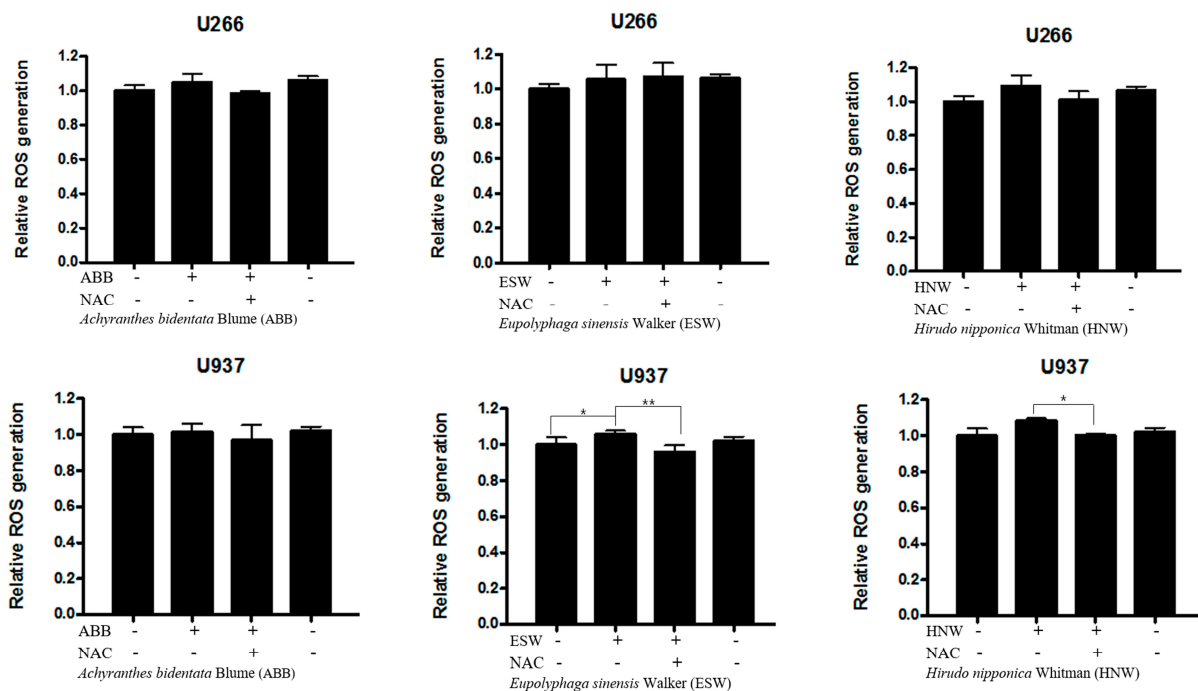 U266
Relative ROS generation
1.2
1.0
0.8
0.6
0.4
0.2
0.0
ABB - + + -
NAC - - + -
Achyranthes bidentata Blume (ABB)
U266
Relative ROS generation
1.2
1.0
0.8
0.6
0.4
0.2
0.0
ESW - + + -
NAC - - + -
Eupolyphaga sinensis Walker (ESW)
U266
Relative ROS generation
1.2
1.0
0.8
0.6
0.4
0.2
0.0
HNW - + + -
NAC - - + -
Hirudo nipponica Whitman (HNW)
U937
Relative ROS generation
1.2
1.0
0.8
0.6
0.4
0.2
0.0
ABB - + + -
NAC - - + -
Achyranthes bidentata Blume (ABB)
U937
* **
Relative ROS generation
1.2
1.0
0.8
0.6
0.4
0.2
0.0
ESW - + + -
NAC - - + -
Eupolyphaga sinensis Walker (ESW)
U937
*
Relative ROS generation
1.2
1.0
0.8
0.6
0.4
0.2
0.0
HNW - + + -
NAC - - + -
Hirudo nipponica Whitman (HNW)